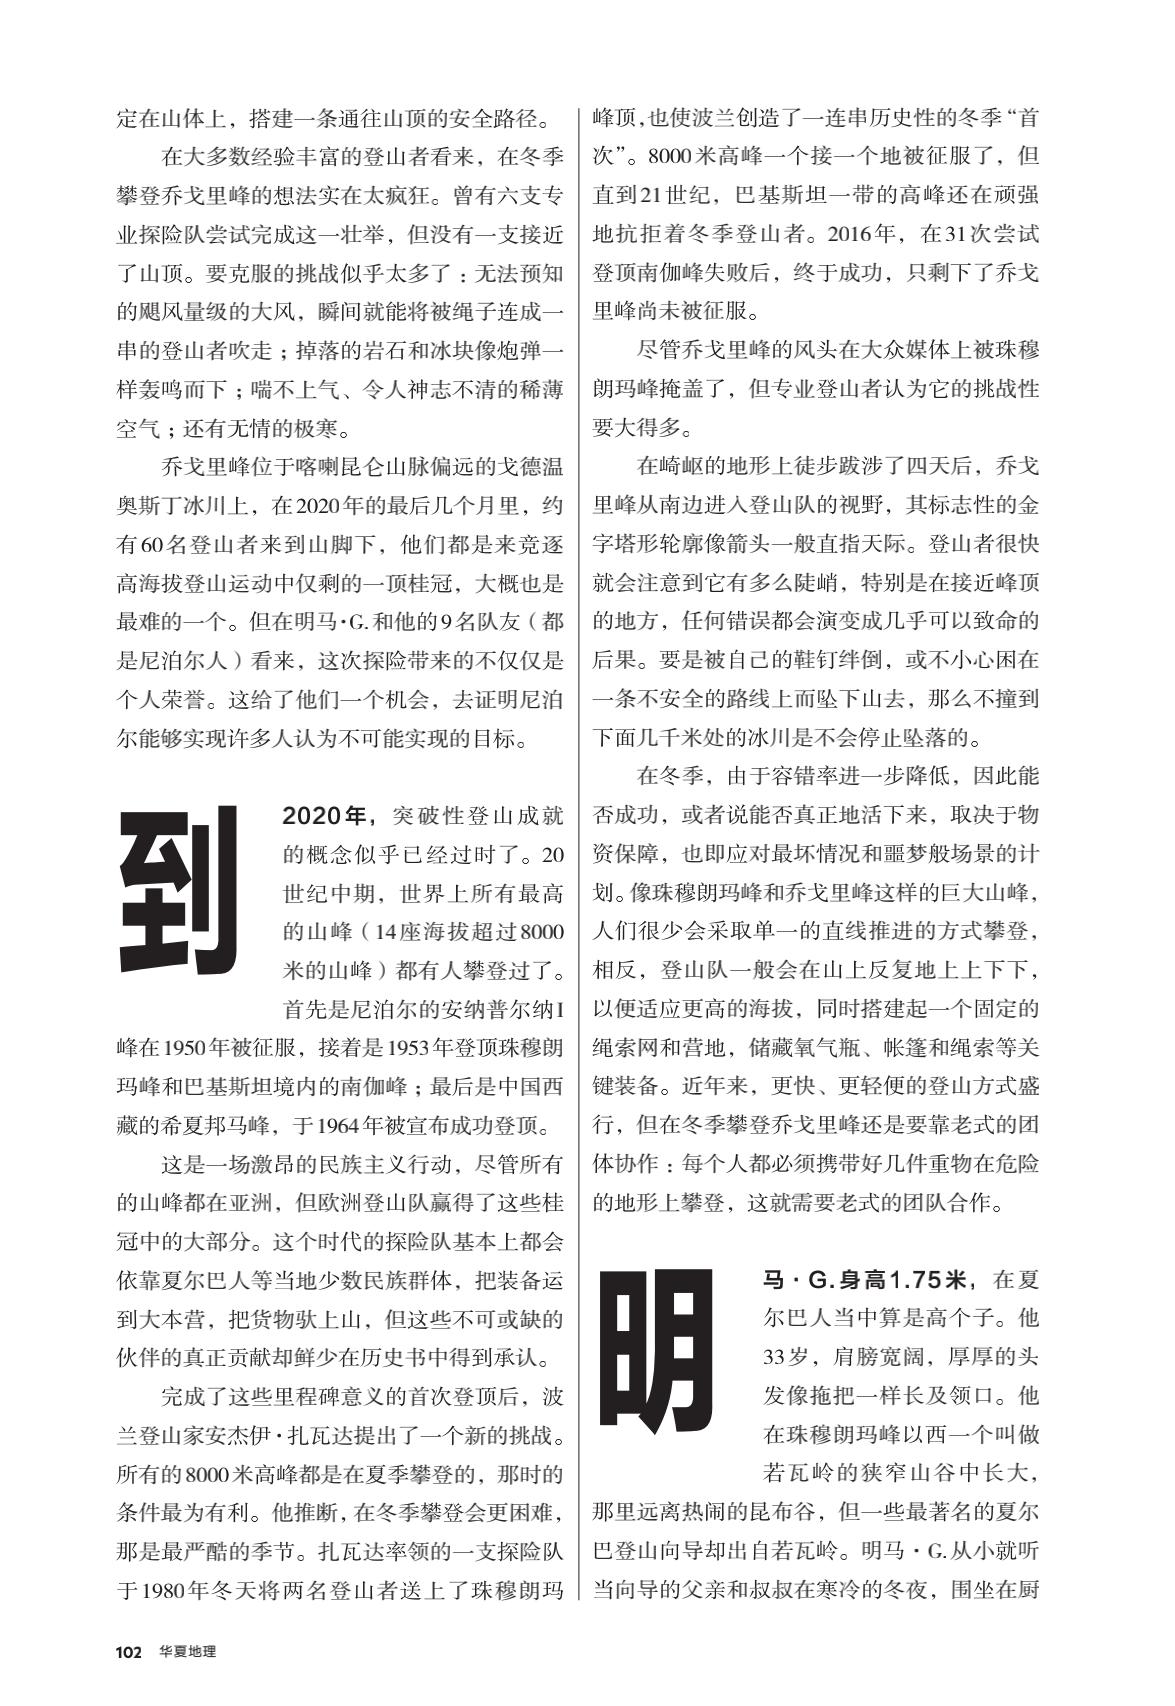 定在山体上，搭建一条通往山顶的安全路径。
在大多数经验丰富的登山者看来，在冬季
攀登乔戈里峰的想法实在太疯狂。曾有六支专
业探险队尝试完成这一壮举，但没有一支接近
了山顶。要克服的挑战似乎太多了：无法预知
的飓风量级的大风，瞬间就能将被绳子连成一
串的登山者吹走；掉落的岩石和冰块像炮弹一
样轰鸣而下；喘不上气、令人神志不清的稀薄
空气；还有无情的极寒。
乔戈里峰位于喀喇昆仑山脉偏远的戈德温
奥斯丁冰川上，在2020年的最后几个月里，约
有60名登山者来到山脚下，他们都是来竞逐
高海拔登山运动中仅剩的一顶桂冠，大概也是
最难的一个。但在明马·G.和他的9名队友（都
是尼泊尔人）看来，这次探险带来的不仅仅是
个人荣誉。这给了他们一个机会，去证明尼泊
尔能够实现许多人认为不可能实现的目标。
到
2020年，突破性登山成就
的概念似乎已经过时了。20
世纪中期，世界上所有最高
的山峰（14座海拔超过8000
米的山峰）都有人攀登过了。
首先是尼泊尔的安纳普尔纳I
峰在1950年被征服，接着是1953年登顶珠穆朗
玛峰和巴基斯坦境内的南伽峰；最后是中国西
藏的希夏邦马峰，于1964年被宣布成功登顶。
这是一场激昂的民族主义行动，尽管所有
的山峰都在亚洲，但欧洲登山队赢得了这些桂
冠中的大部分。这个时代的探险队基本上都会
依靠夏尔巴人等当地少数民族群体，把装备运
到大本营，把货物驮上山，但这些不可或缺的
伙伴的真正贡献却鲜少在历史书中得到承认。
完成了这些里程碑意义的首次登顶后，波
兰登山家安杰伊·扎瓦达提出了一个新的挑战。
所有的8000米高峰都是在夏季攀登的，那时的
条件最为有利。他推断，在冬季攀登会更困难，
那是最严酷的季节。扎瓦达率领的一支探险队
于1980年冬天将两名登山者送上了珠穆朗玛
峰顶，也使波兰创造了一连串历史性的冬季“首
次”。8000米高峰一个接一个地被征服了，但
直到21世纪，巴基斯坦一带的高峰还在顽强
地抗拒着冬季登山者。2016年，在31次尝试
登顶南伽峰失败后，终于成功，只剩下了乔戈
里峰尚未被征服。
尽管乔戈里峰的风头在大众媒体上被珠穆
朗玛峰掩盖了，但专业登山者认为它的挑战性
要大得多。
在崎岖的地形上徒步跋涉了四天后，乔戈
里峰从南边进入登山队的视野，其标志性的金
字塔形轮廓像箭头一般直指天际。登山者很快
就会注意到它有多么陡峭，特别是在接近峰顶
的地方，任何错误都会演变成几乎可以致命的
后果。要是被自己的鞋钉绊倒，或不小心困在
一条不安全的路线上而坠下山去，那么不撞到
下面几千米处的冰川是不会停止坠落的。
在冬季，由于容错率进一步降低，因此能
否成功，或者说能否真正地活下来，取决于物
资保障，也即应对最坏情况和噩梦般场景的计
划。像珠穆朗玛峰和乔戈里峰这样的巨大山峰，
人们很少会采取单一的直线推进的方式攀登，
相反，登山队一般会在山上反复地上上下下，
以便适应更高的海拔，同时搭建起一个固定的
绳索网和营地，储藏氧气瓶、帐篷和绳索等关
键装备。近年来，更快、更轻便的登山方式盛
行，但在冬季攀登乔戈里峰还是要靠老式的团
体协作：每个人都必须携带好几件重物在危险
的地形上攀登，这就需要老式的团队合作。
明
马·G.身高1.75米，在夏
尔巴人当中算是高个子。他
33岁，肩膀宽阔，厚厚的头
发像拖把一样长及领口。他
在珠穆朗玛峰以西一个叫做
若瓦岭的狭窄山谷中长大，
那里远离热闹的昆布谷，但一些最著名的夏尔
巴登山向导却出自若瓦岭。明马·G.从小就听
当向导的父亲和叔叔在寒冷的冬夜，围坐在厨
102 华夏地理